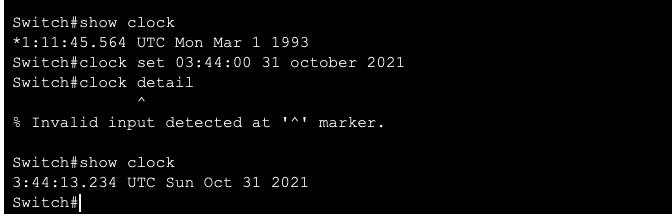 Switch#show clock
*1:11:45.564 UTC Mon Mar 1 1993
Switch#clock set 03:44:00 31 october 2021
Switch#clock detail
^
% Invalid input detected at '^' marker.
Switch#show clock
3:44:13.234 UTC Sun Oct 31 2021
Switch#